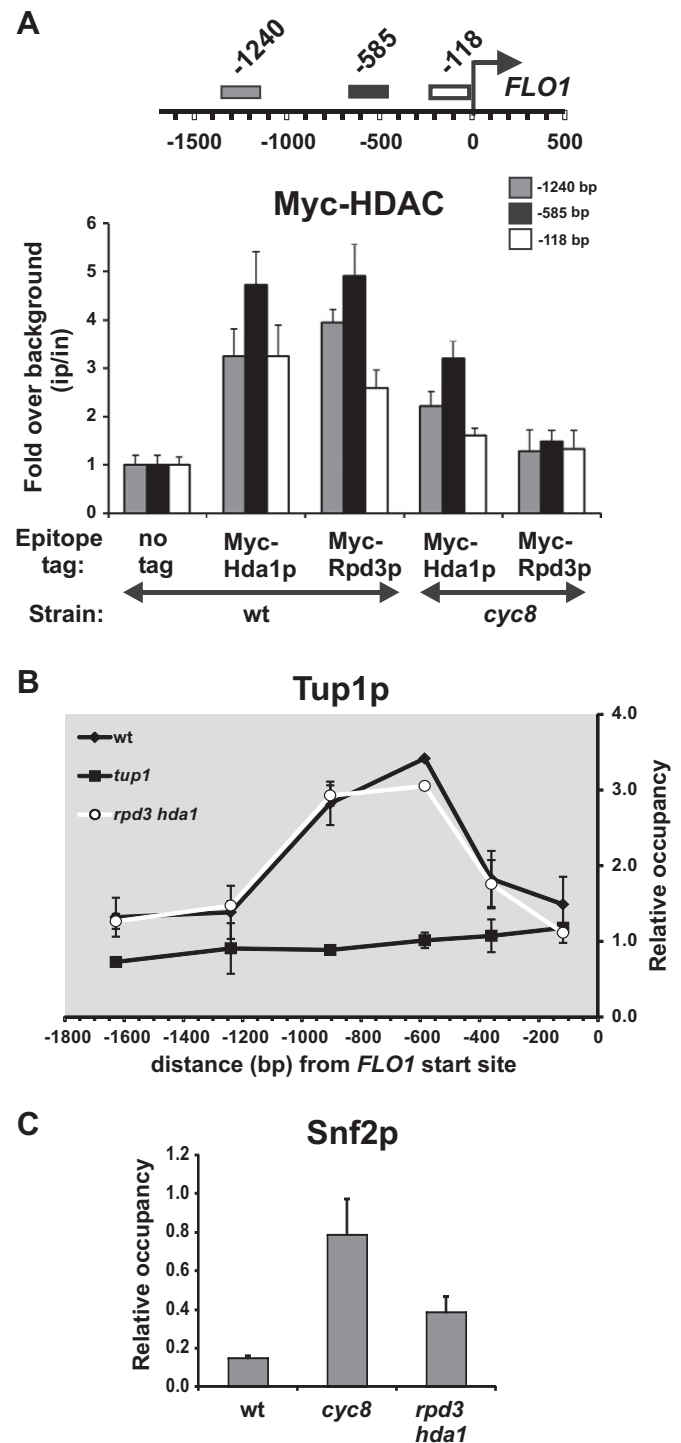 A
-1240
-585
-118
FLO1
-1500 -1000 -500 0 500
-1240 bp
-585 bp
-118 bp
Myc-HDAC
Fold over background
(ip/in)
6
5
4
3
2
1
0
Epitope tag:
no tag
Myc-Hda1p
Myc-Rpd3p
Myc-Hda1p
Myc-Rpd3p
Strain:
wt
cyc8
B
Tup1p
wt
tup1
rpd3 hda1
4.0
3.0
2.0
1.0
0.0
Relative occupancy
-1800 -1600 -1400 -1200 -1000 -800 -600 -400 -200 0
distance (bp) from FLO1 start site
C
Snf2p
Relative occupancy
1.2
1.0
0.8
0.6
0.4
0.2
0.0
wt
cyc8
rpd3
hda1